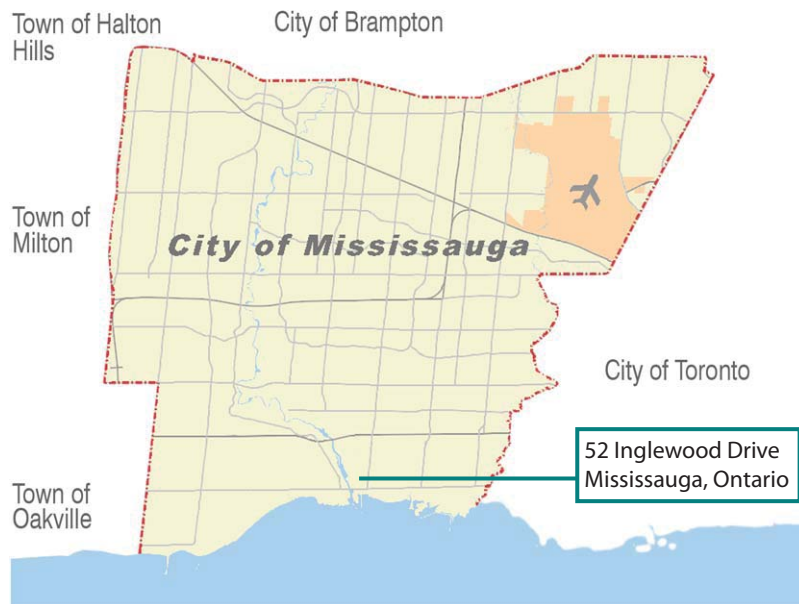 Town of Halton
Hills
City of Brampton
Town of
Milton
City of Mississauga
City of Toronto
52 Inglewood Drive
Mississauga, Ontario
Town of
Oakville